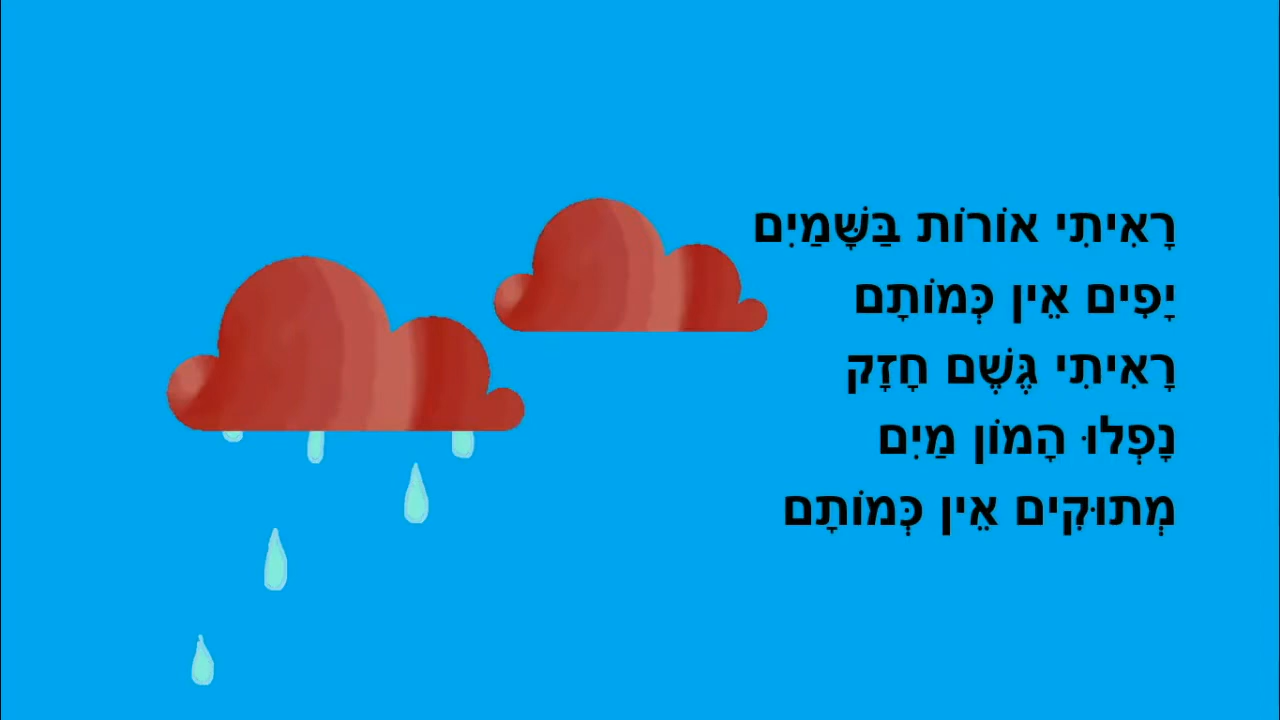 רָאִיתִי אוֹרוֹת בַּשָּׁמַיִם
יָפִים אֵין כְּמוֹתָם
רָאִיתִי גֶּשֶׁם חָזָק
נָפְלוּ הָמוֹן מַיִם
מְתוּקִים אֵין כְּמוֹתָם